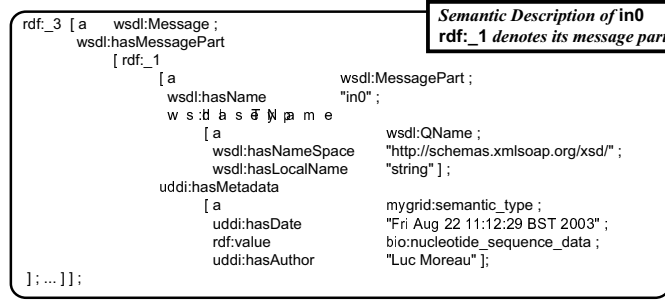 Semantic Description of in0
rdf:_1 denotes its message part
rdf:_3 [ a wsdl:Message ;
wsdl:hasMessagePart
[ rdf:_1
[ a wsdl:MessagePart ;
wsdl:hasName "in0" ;
[ a wsdl:QName ;
wsdl:hasNameSpace "http://schemas.xmlsoap.org/xsd/" ;
wsdl:hasLocalName "string" ] ;
uddi:hasMetadata
[ a mygrid:semantic_type ;
uddi:hasDate "Fri Aug 22 11:12:29 BST 2003" ;
rdf:value bio:nucleotide_sequence_data ;
uddi:hasAuthor "Luc Moreau" ];
] ; ... ] ] ;